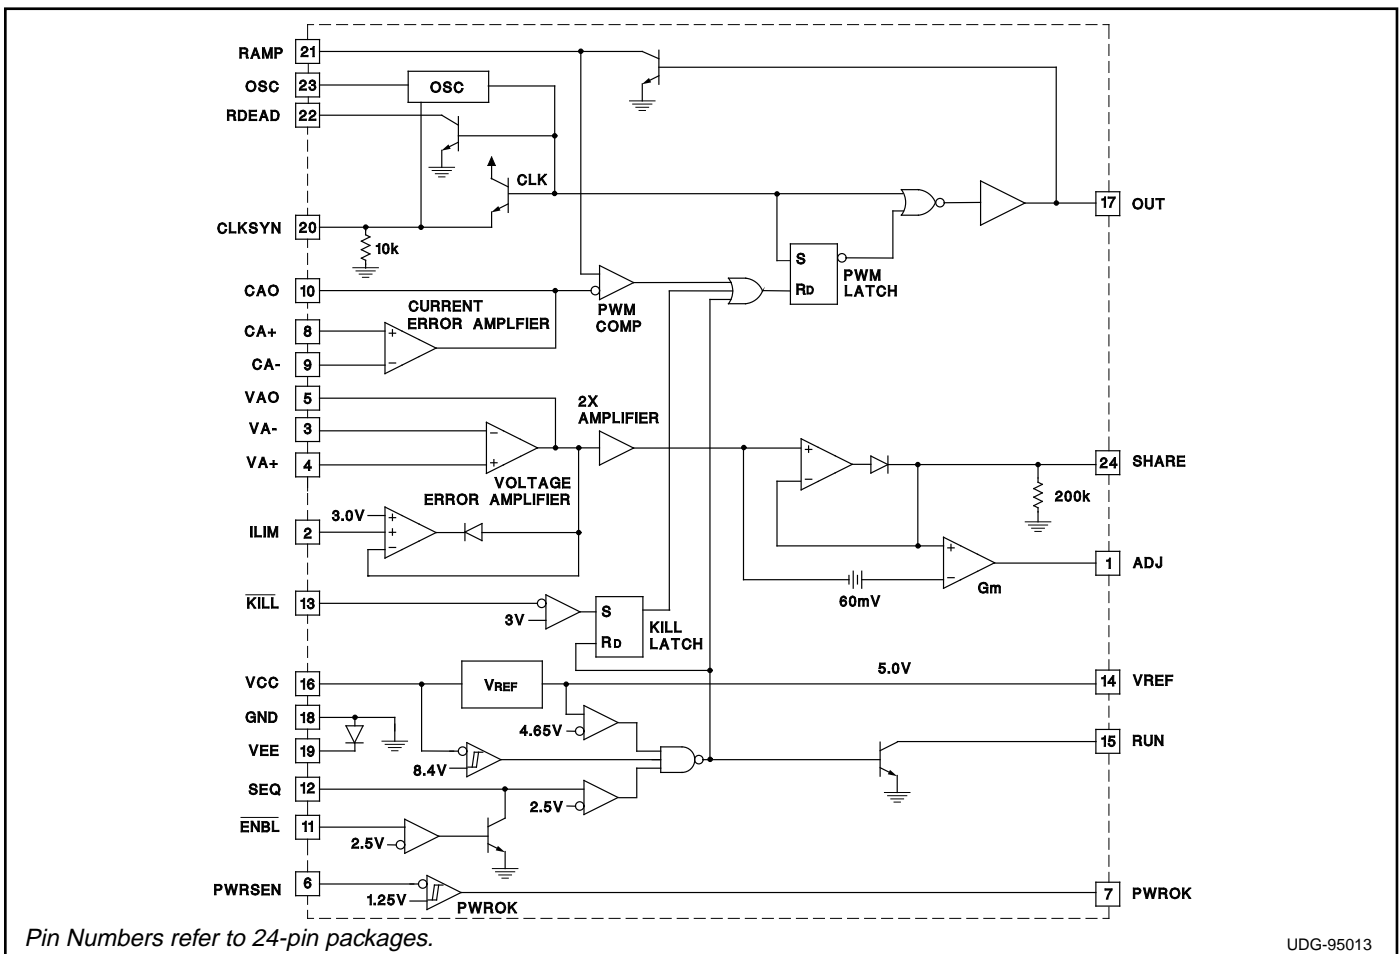 RAMP 21
OSC 23
OSC
RDEAD 22
CLK
CLKSYN 20
10k
17 OUT
S
RD
PWM
LATCH
CAO 10
PWM
COMP
CURRENT
ERROR AMPLFIER
CA+ 8
+
CA- 9
−
VAO 5
2X
AMPLIFIER
VA- 3
−
VA+ 4
+
VOLTAGE
ERROR AMPLIFIER
+
−
24 SHARE
200k
3.0V
+
ILIM 2
+
−
+
−
Gm
1 ADJ
60mV
KILL 13
3V
S
RD
KILL
LATCH
VCC 16
VREF
5.0V
14 VREF
GND 18
4.65V
VEE 19
8.4V
15 RUN
SEQ 12
2.5V
ENBL 11
2.5V
PWRSEN 6
1.25V
PWROK
7 PWROK
Pin Numbers refer to 24-pin packages.
UDG-95013